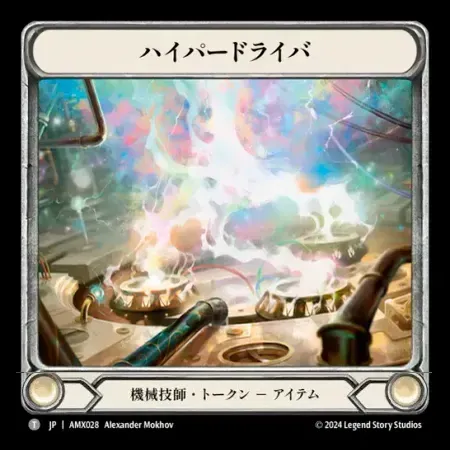 ハイパードライバ
機械技師・トークン － アイテム
T JP | AMX028 Alexander Mokhov
© 2024 Legend Story Studios